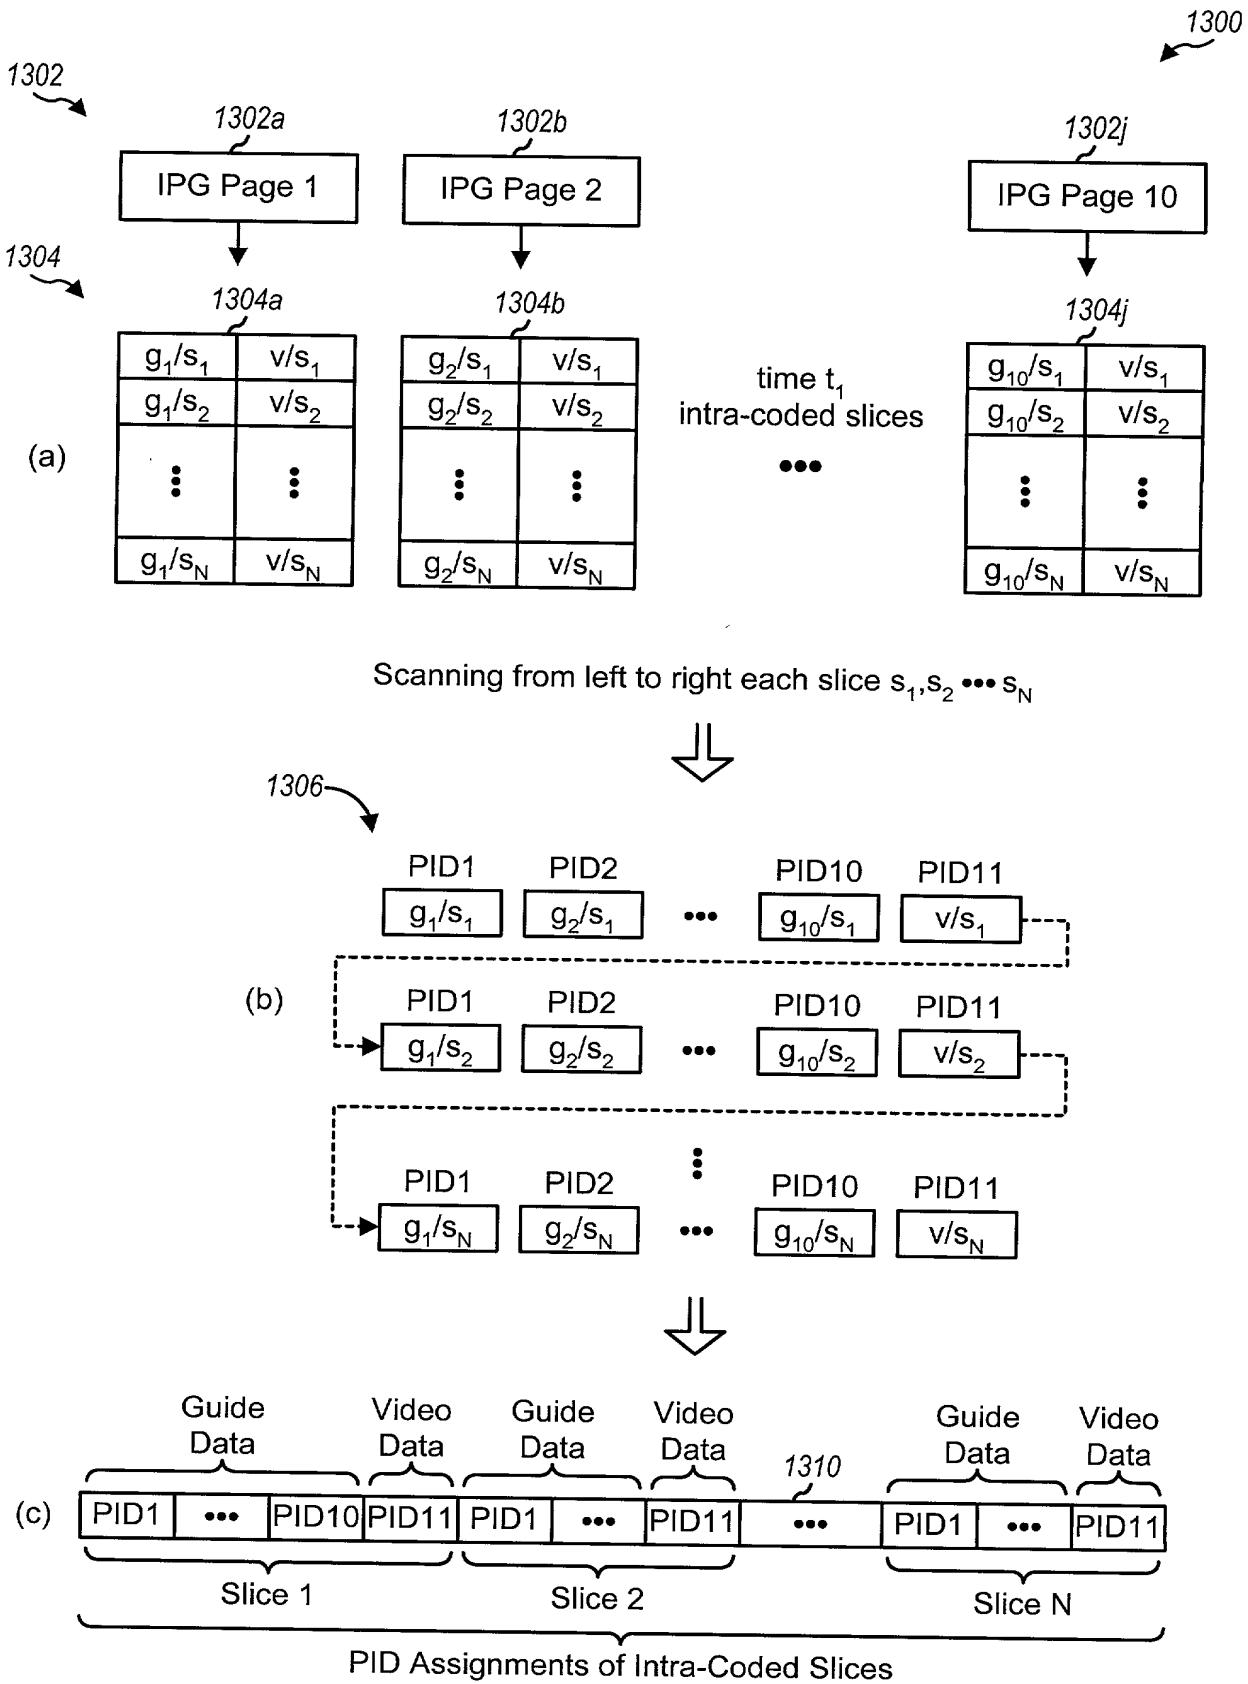 1300
1302
1302a 1302b 1302j
IPG Page 1 IPG Page 2 IPG Page 10
1304
1304a 1304b 1304j
g1/s1 v/s1 g2/s1 v/s1 g10/s1 v/s1
time t1
g1/s2 v/s2 g2/s2 v/s2 g10/s2 v/s2
intra-coded slices
(a) ••• ••• ••• ••• ••• ••• •••
g1/sN v/sN g2/sN v/sN g10/sN v/sN
Scanning from left to right each slice s1,s2 ••• sN
1306
PID1 PID2 PID10 PID11
g1/s1 g2/s1 ••• g10/s1 v/s1
(b)
PID1 PID2 PID10 PID11
g1/s2 g2/s2 ••• g10/s2 v/s2
•••
PID1 PID2 PID10 PID11
g1/sN g2/sN ••• g10/sN v/sN
Guide Video Guide Video Guide Video
Data Data Data Data Data Data
1310
(c) PID1 ••• PID10 PID11 PID1 ••• PID11 ••• PID1 ••• PID11
Slice 1 Slice 2 Slice N
PID Assignments of Intra-Coded Slices